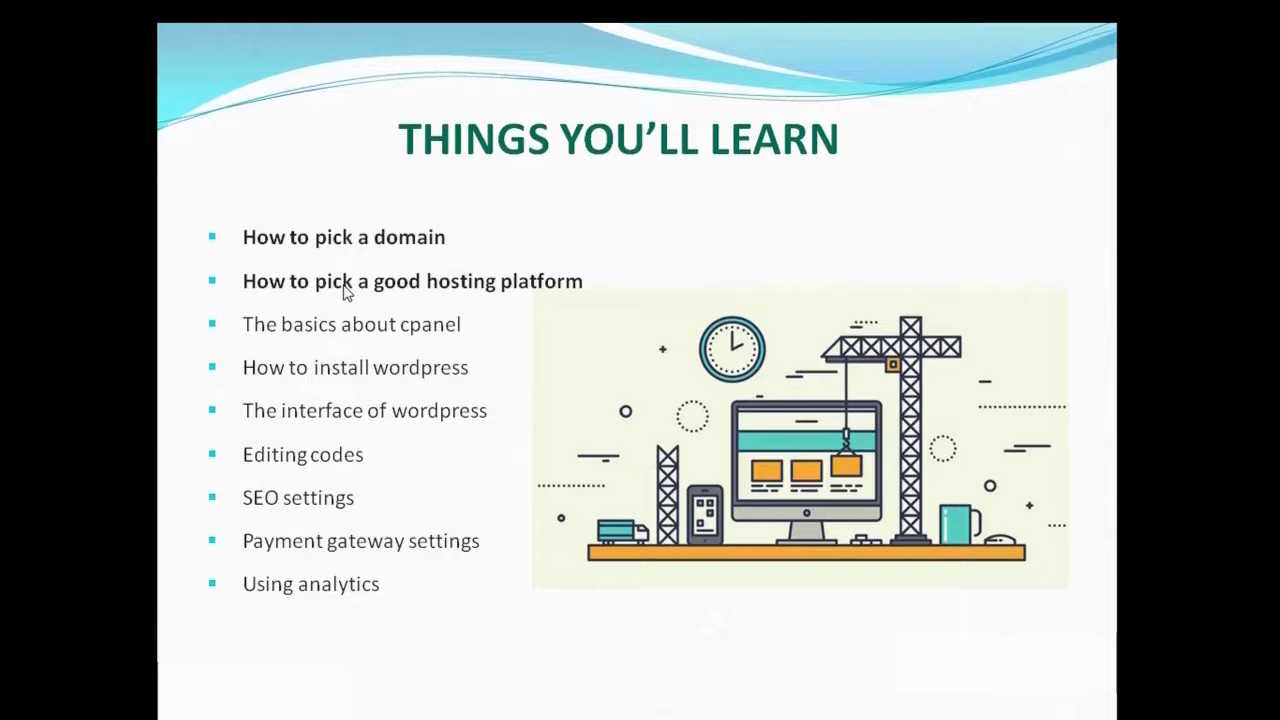 THINGS YOU’LL LEARN
How to pick a domain
How to pick a good hosting platform
The basics about cpanel
How to install wordpress
The interface of wordpress
Editing codes
SEO settings
Payment gateway settings
Using analytics